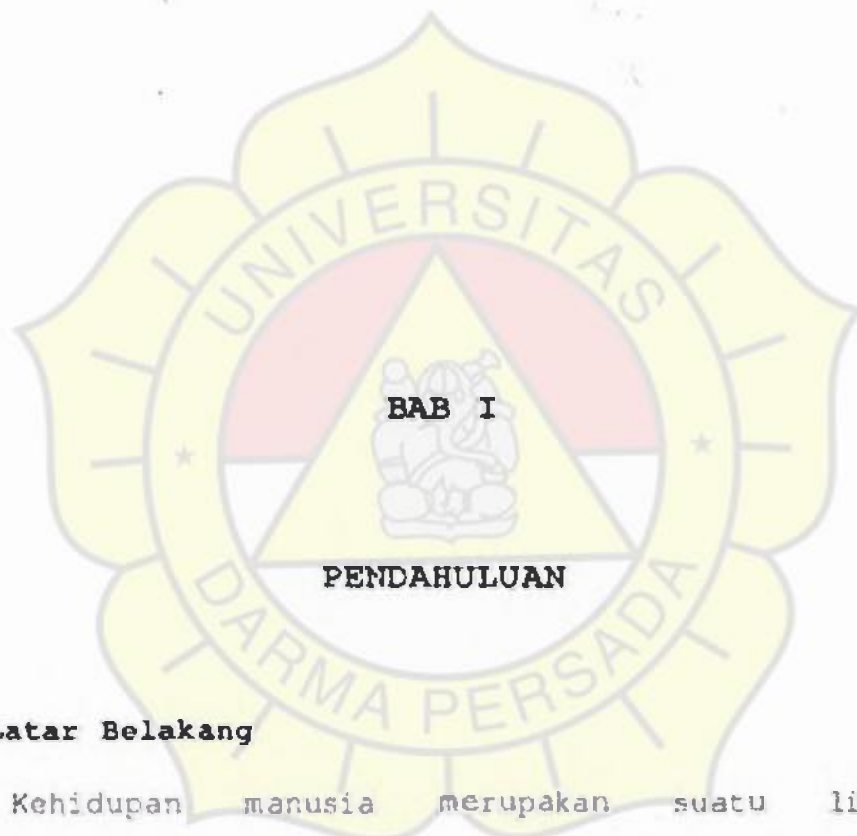 UNIVERSITAS
BAB I
PENDAHULUAN
DARMA PERSADA
Latar Belakang
Kehidupan manusia merupakan suatu